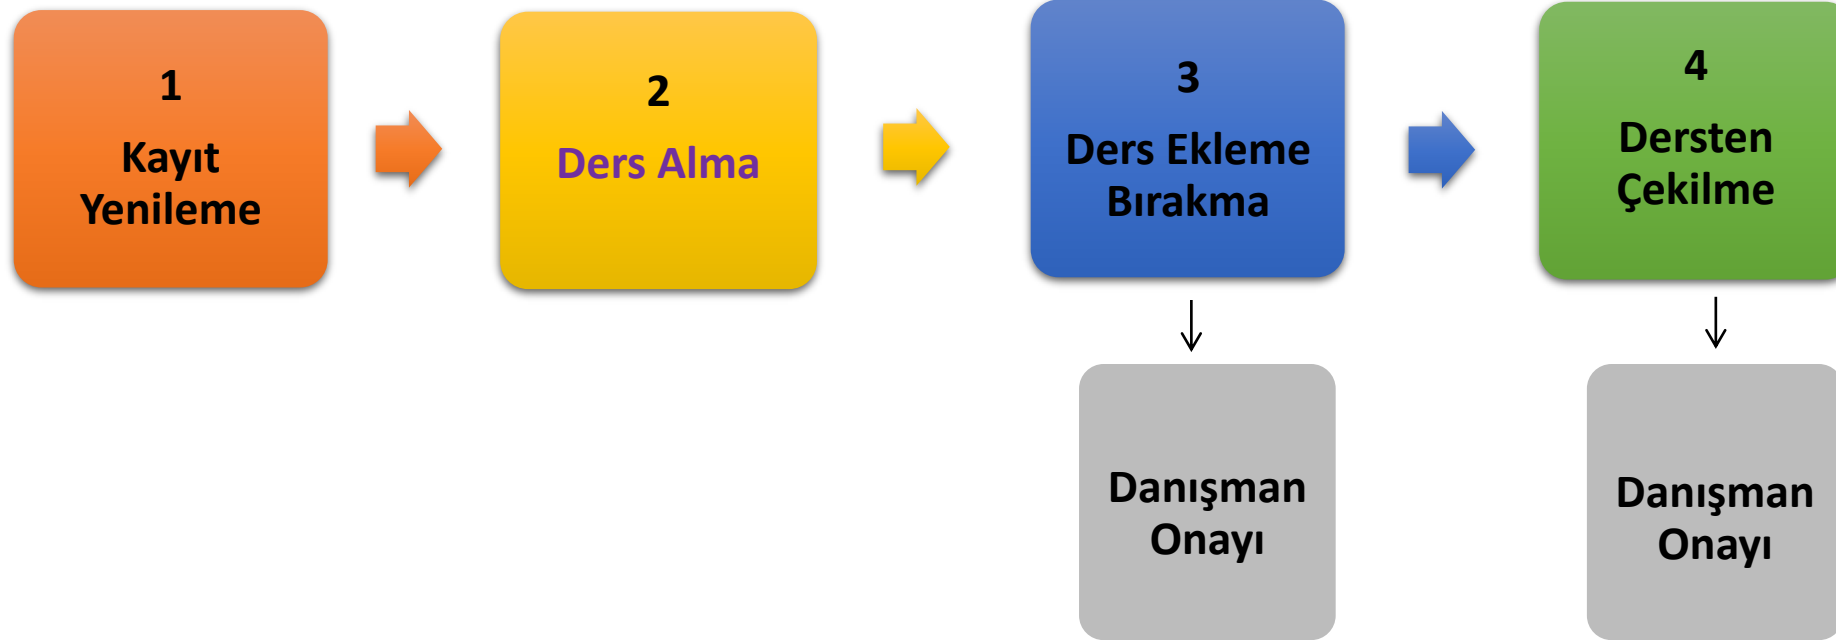 1
Kayıt
Yenileme
2
Ders Alma
3
Ders Ekleme
Bırakma
4
Dersten
Çekilme
Danışman
Onayı
Danışman
Onayı